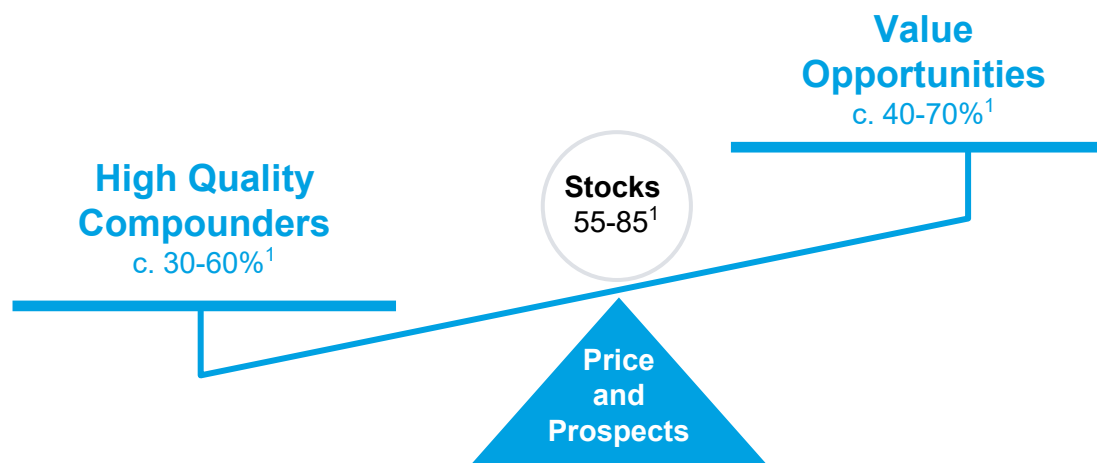 Value
Opportunities
c. 40-70%¹
High Quality
Compounders
c. 30-60%¹
Stocks
55-85¹
Price
and
Prospects